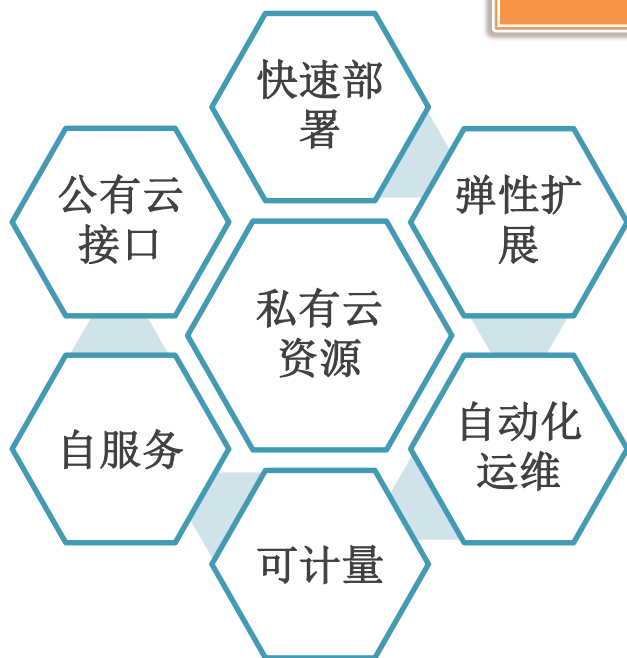 快速部
署
公有云
接口
弹性扩
展
私有云
资源
自服务
自动化
运维
可计量